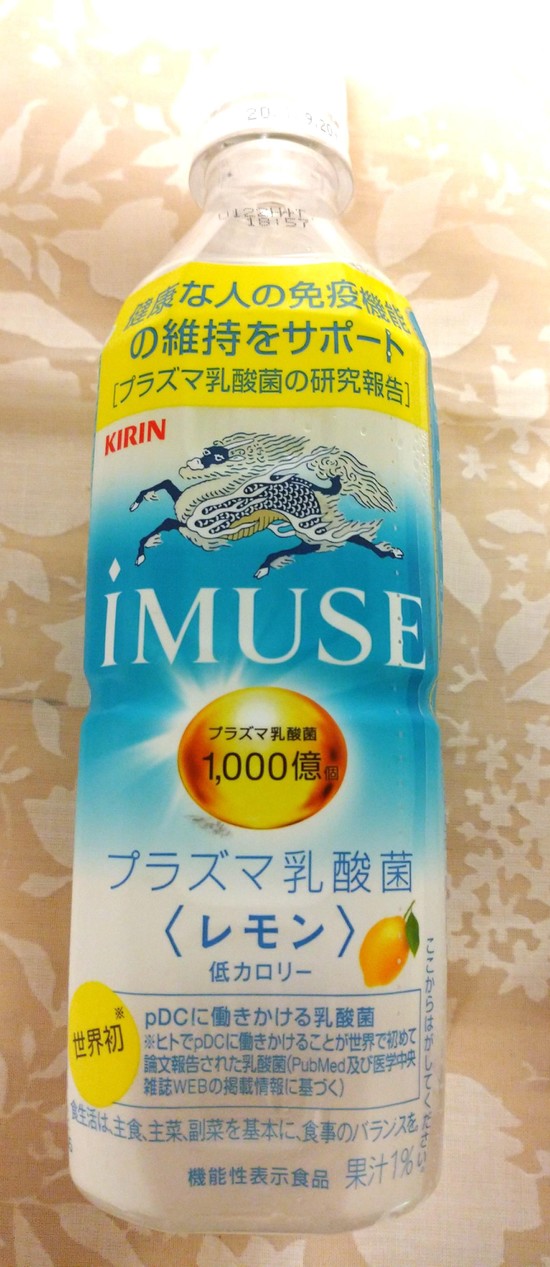 健康な人の免疫機能
の維持をサポート
[プラズマ乳酸菌の研究報告]
KIRIN
iMUSE
プラズマ乳酸菌
1,000億個
プラズマ乳酸菌
〈レモン〉
低カロリー
世界初※
pDCに働きかける乳酸菌
※ヒトでpDCに働きかけることが世界で初めて
論文報告された乳酸菌(PubMed及び医学中央
雑誌WEBの掲載情報に基づく)
ここからはがしてください。
食生活は、主食、主菜、副菜を基本に、食事のバランスを。
機能性表示食品
果汁1%